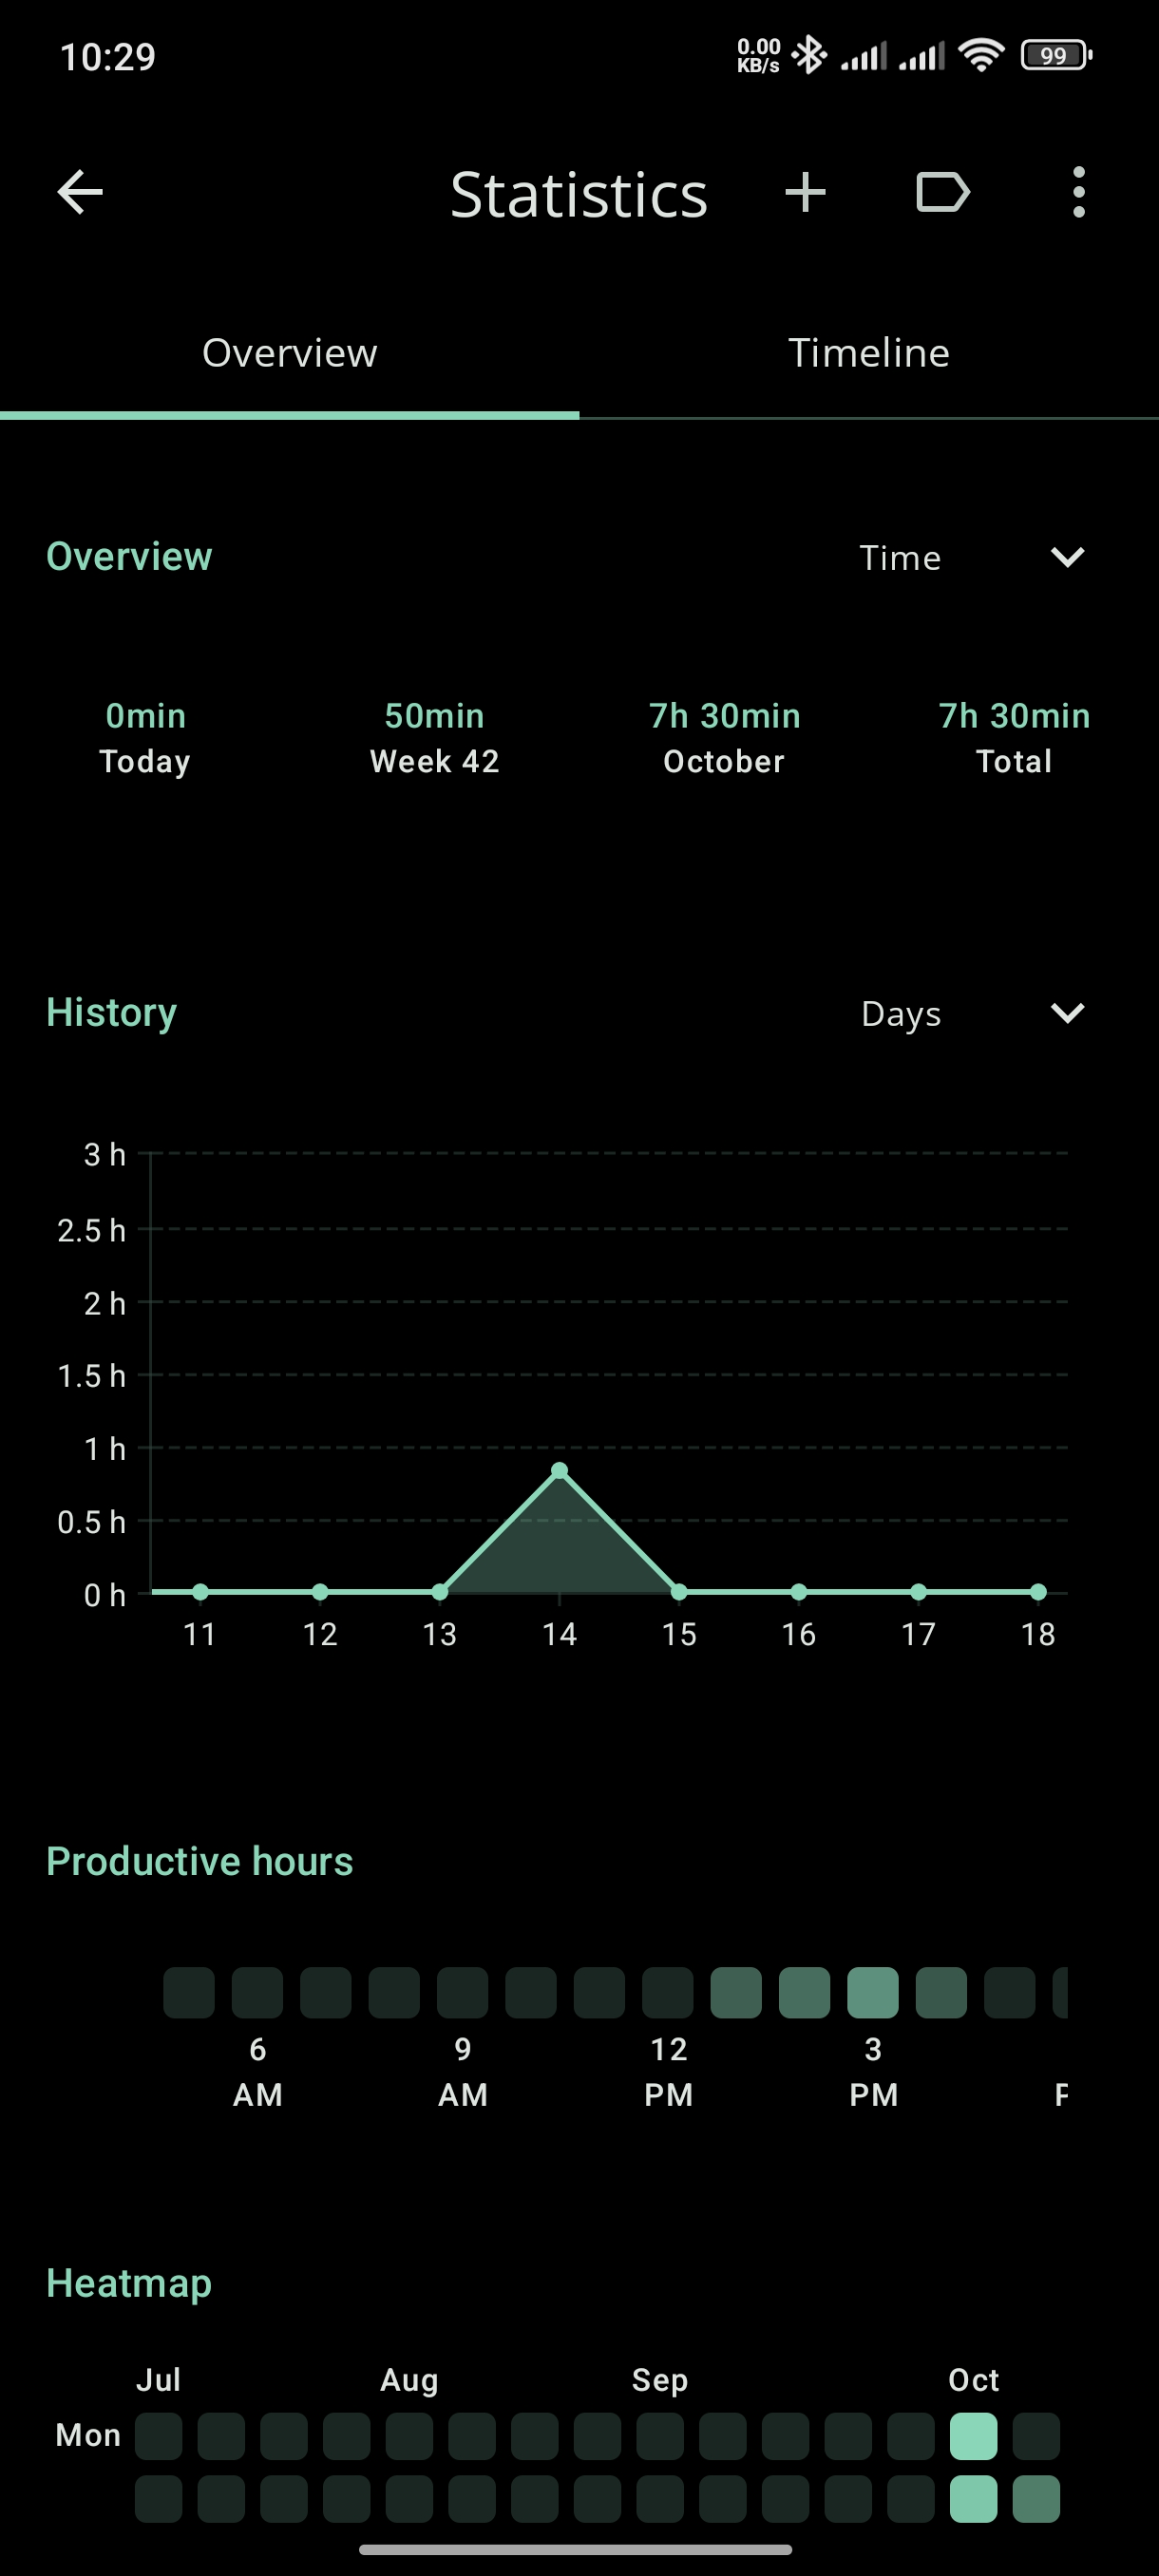 10:29
0.00
KB/s
99
Statistics
Overview
Timeline
Overview
Time
0min
50min
7h 30min
7h 30min
Today
Week 42
October
Total
History
Days
3 h
2.5 h
2 h
1.5 h
1 h
0.5 h
0 h
11 12 13 14 15 16 17 18
Productive hours
6 9 12 3
AM AM PM PM
Heatmap
Jul Aug Sep Oct
Mon